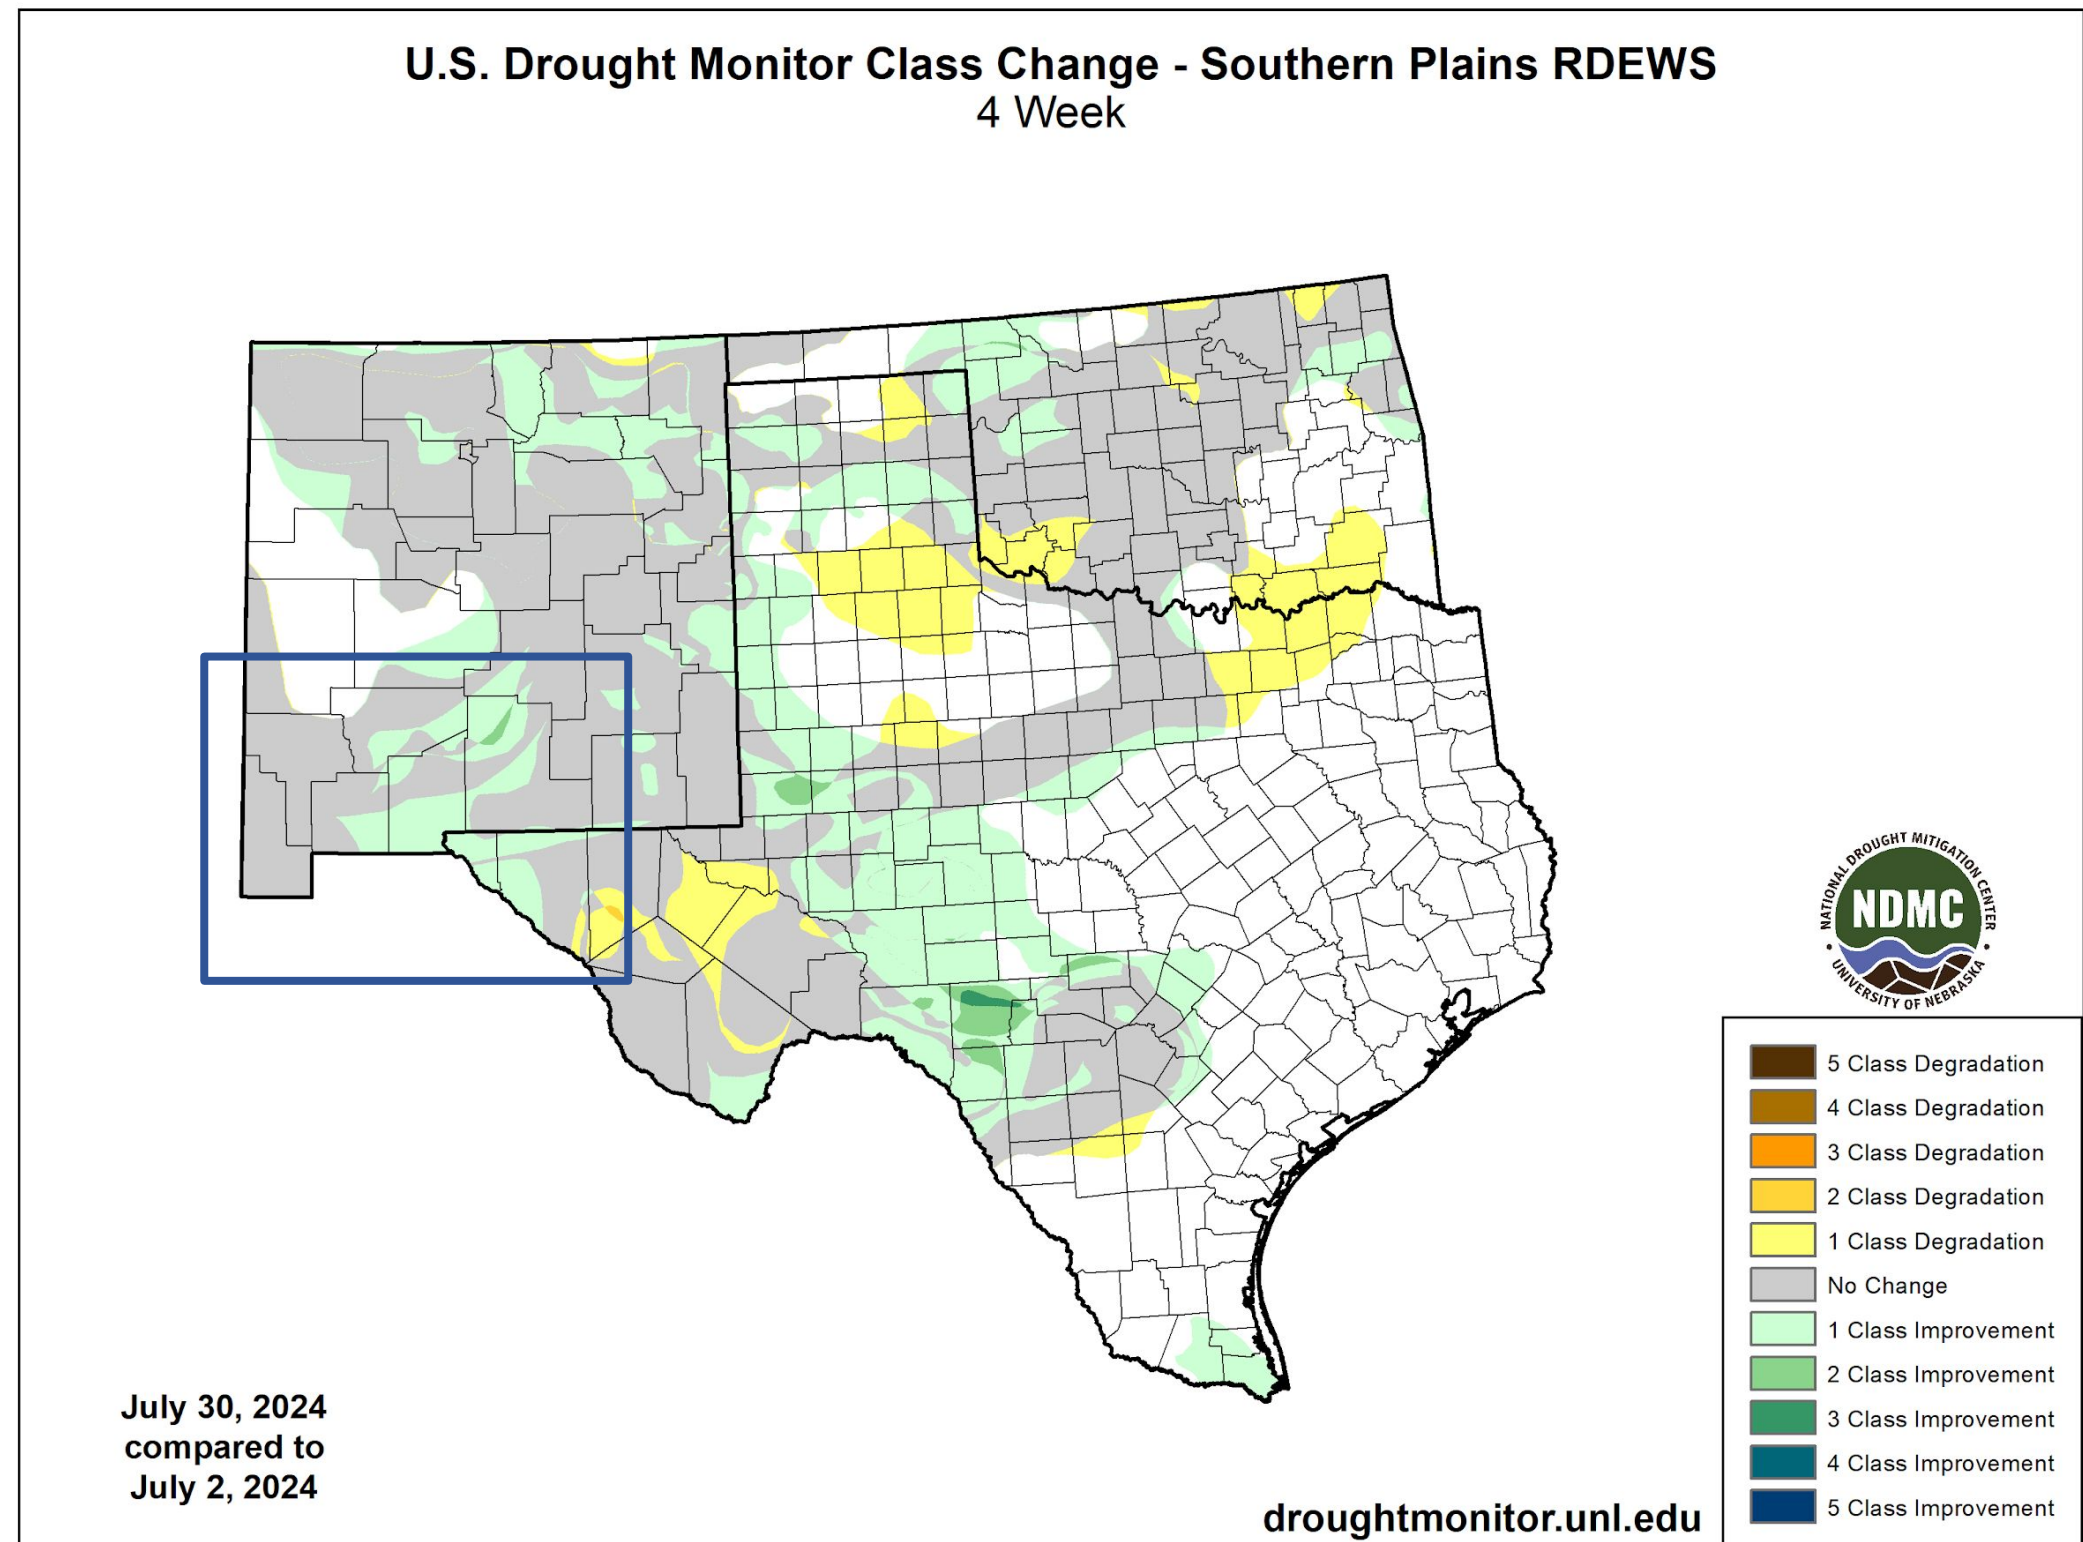 U.S. Drought Monitor Class Change - Southern Plains RDEWS
4 Week
NATIONAL DROUGHT MITIGATION CENTER
NDMC
UNIVERSITY OF NEBRASKA
5 Class Degradation
4 Class Degradation
3 Class Degradation
2 Class Degradation
1 Class Degradation
No Change
1 Class Improvement
2 Class Improvement
3 Class Improvement
4 Class Improvement
5 Class Improvement
July 30, 2024
compared to
July 2, 2024
droughtmonitor.unl.edu